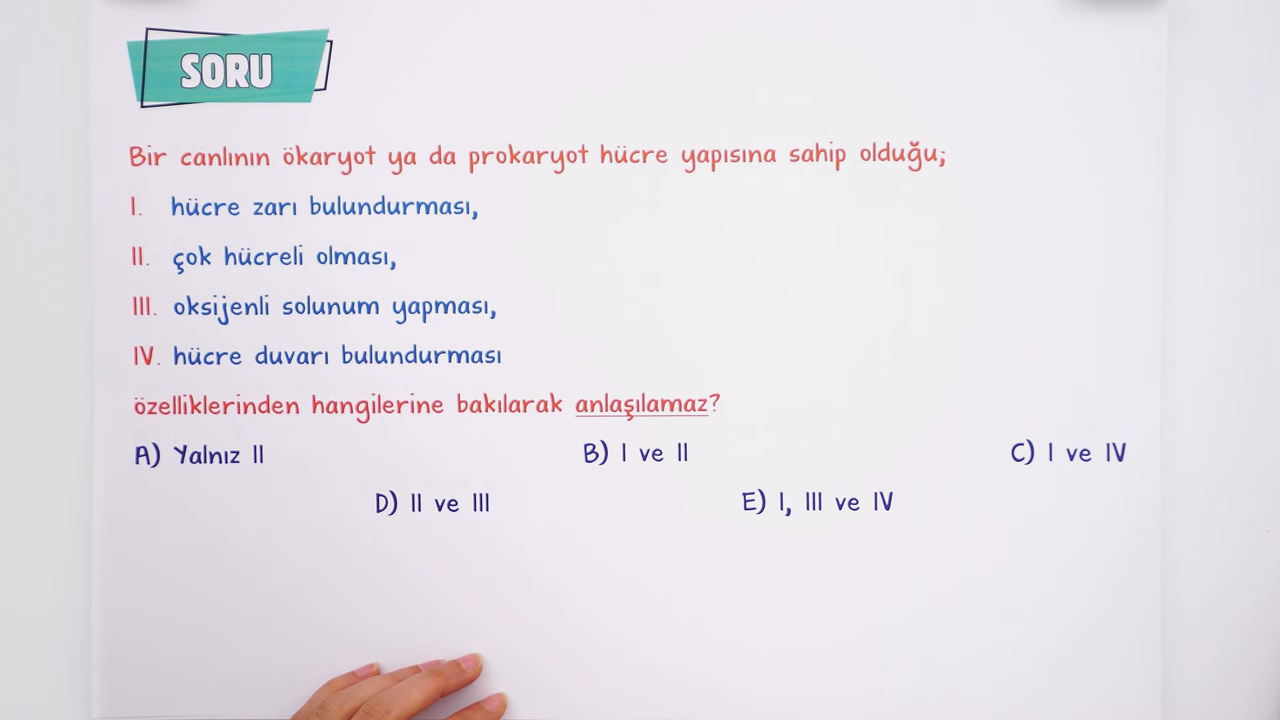 SORU
Bir canlının ökaryot ya da prokaryot hücre yapısına sahip olduğu;
I. hücre zarı bulundurması,
II. çok hücreli olması,
III. oksijenli solunum yapması,
IV. hücre duvarı bulundurması
özelliklerinden hangilerine bakılarak anlaşılamaz?
A) Yalnız II B) I ve II C) I ve IV
D) II ve III E) I, III ve IV